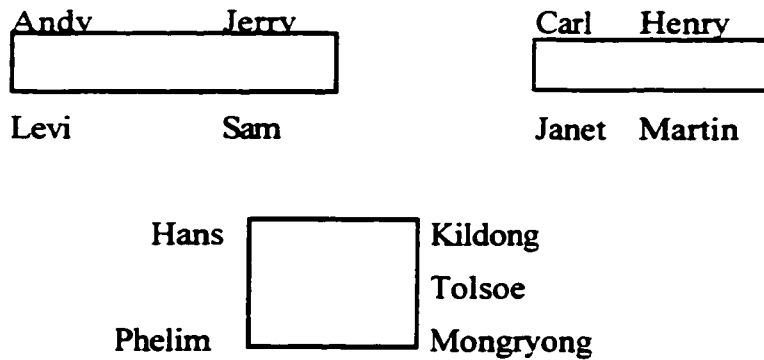 Andy Jerry Carl Henry
Levi Sam Janet Martin
Hans Kildong
Tolsoe
Phelim Mongryong